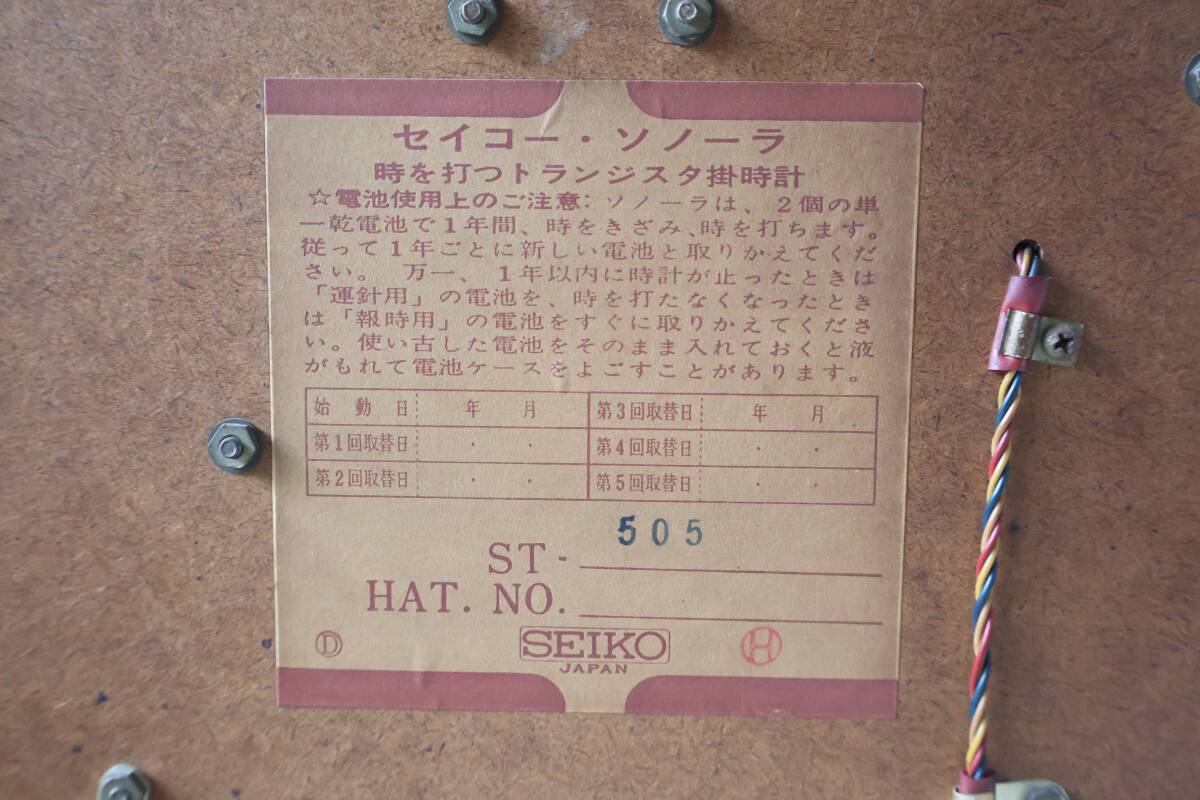 セイコー・ソノーラ
時を打つトランジスタ掛時計
☆電池使用上のご注意：ソノーラは、2個の単
一乾電池で1年間、時をきざみ、時を打ちます。
従って1年ごとに新しい電池と取りかえてくだ
さい。 万一、1年以内に時計が止ったときは
「運針用」の電池を、時を打たなくなったとき
は「報時用」の電池をすぐに取りかえてくださ
い。使い古した電池をそのまま入れておくと液
がもれて電池ケースをよごすことがあります。
始動日 年 月 第3回取替日 年 月 .
第1回取替日 ・ ・ 第4回取替日 ・ ・
第2回取替日 ・ ・ 第5回取替日 ・ ・
ST-505
HAT. NO.
D SEIKO H
JAPAN